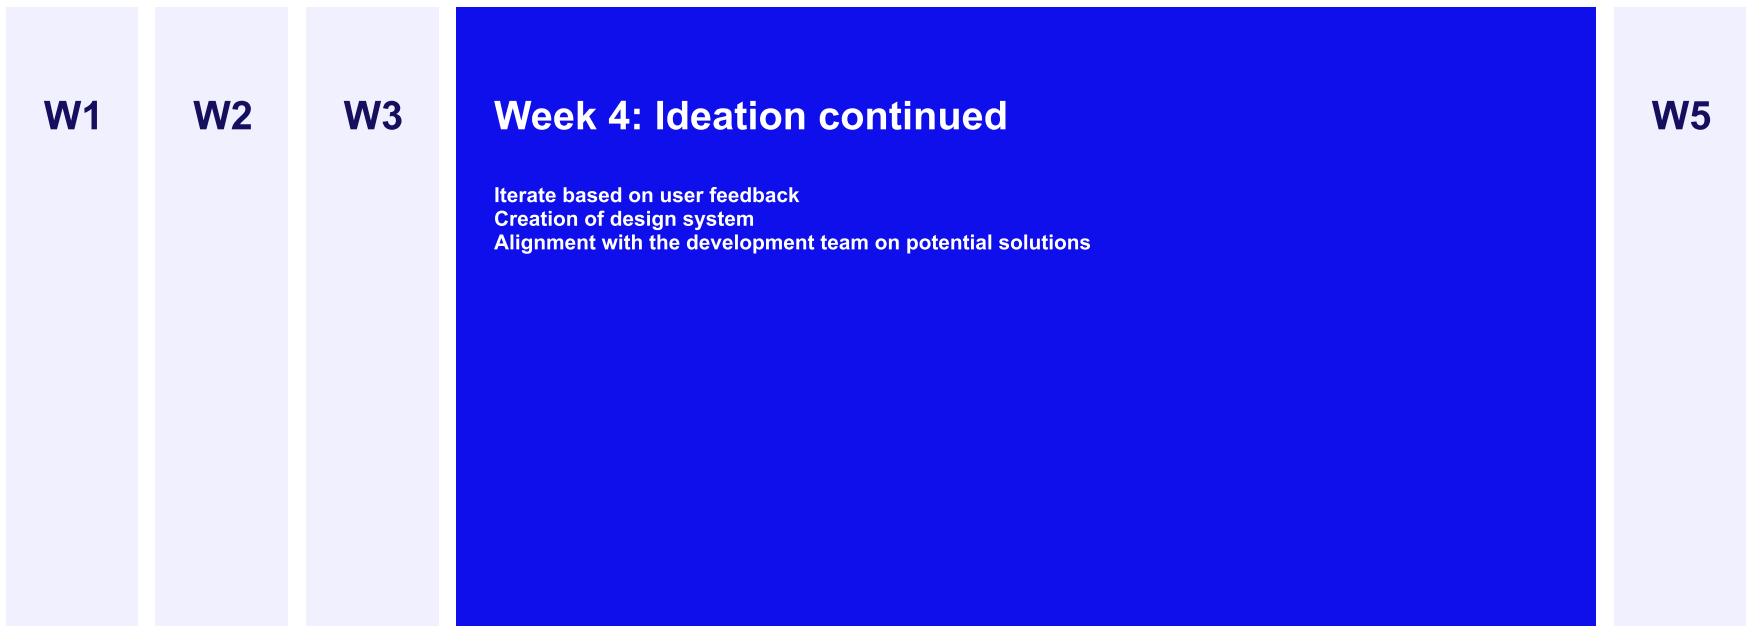 W1
W2
W3
Week 4: Ideation continued
Iterate based on user feedback
Creation of design system
Alignment with the development team on potential solutions
W5